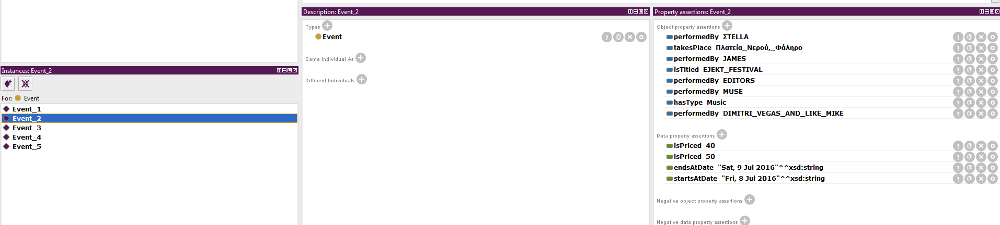 Description: Event_2
Property assertions: Event_2
Types
Event
Same Individual As
Different Individuals
Instances: Event_2
For: Event
Event_1
Event_2
Event_3
Event_4
Event_5
Object property assertions
performedBy ΣTELLA
takesPlace Πλατεία_Νερού,_Φάληρο
performedBy JAMES
isTitled EJEKT_FESTIVAL
performedBy EDITORS
performedBy MUSE
hasType Music
performedBy DIMITRI_VEGAS_AND_LIKE_MIKE
Data property assertions
isPriced 40
isPriced 50
endsAtDate "Sat, 9 Jul 2016"^^xsd:string
startsAtDate "Fri, 8 Jul 2016"^^xsd:string
Negative object property assertions
Negative data property assertions